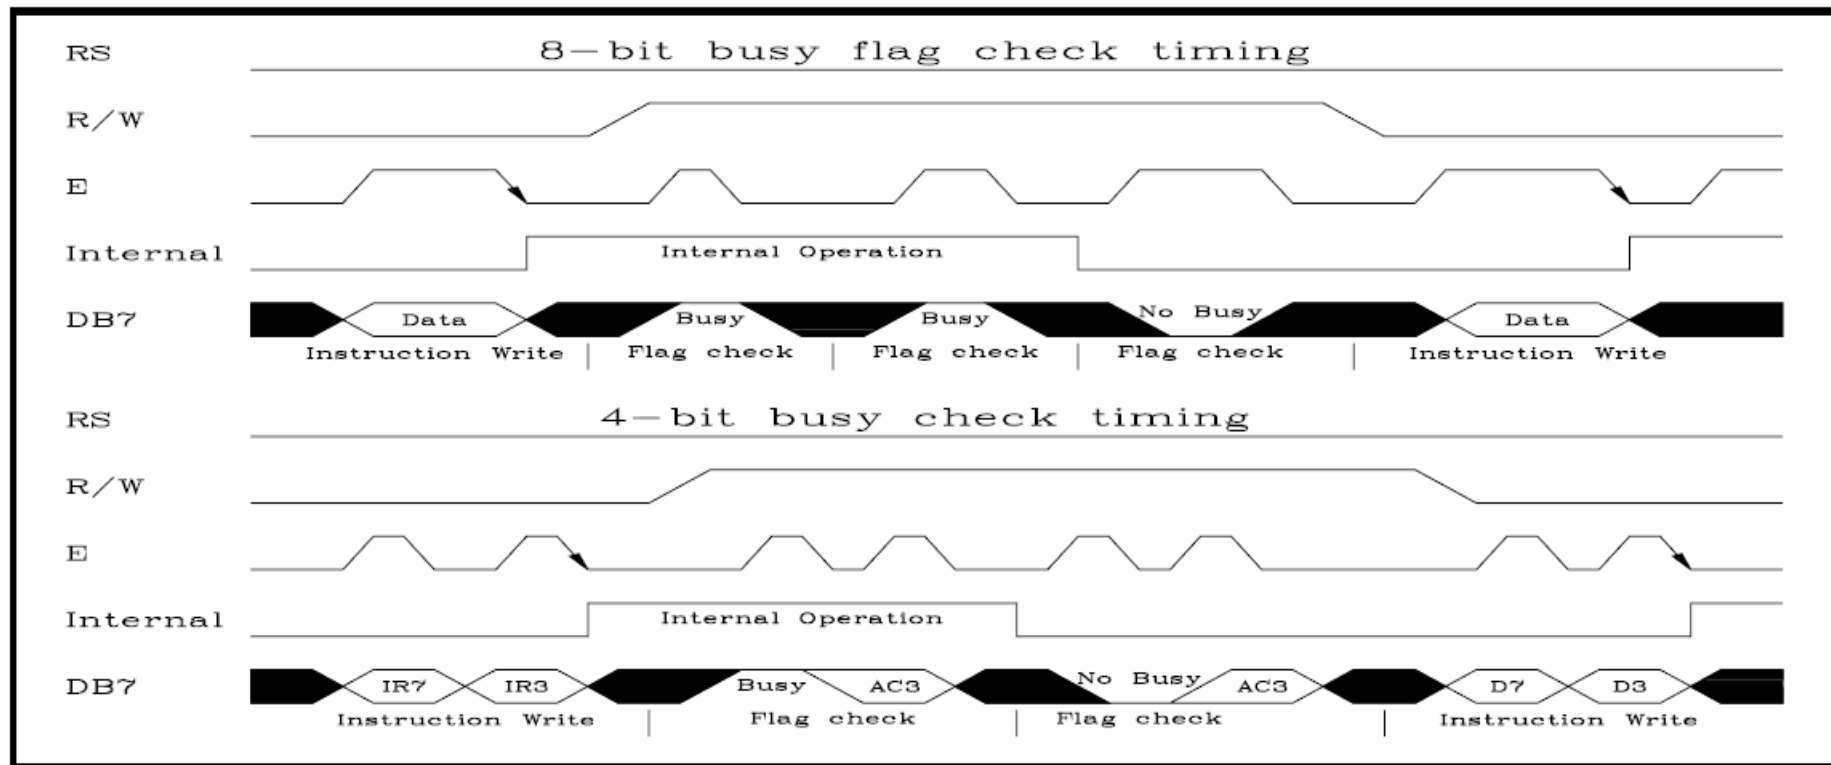 RS 8-bit busy flag check timing
R/W
E
Internal Internal Operation
DB7 Data Busy Busy No Busy Data
Instruction Write Flag check Flag check Flag check Instruction Write
RS 4-bit busy check timing
R/W
E
Internal Internal Operation
DB7 IR7 IR3 Busy AC3 No Busy AC3 D7 D3
Instruction Write Flag check Flag check Instruction Write